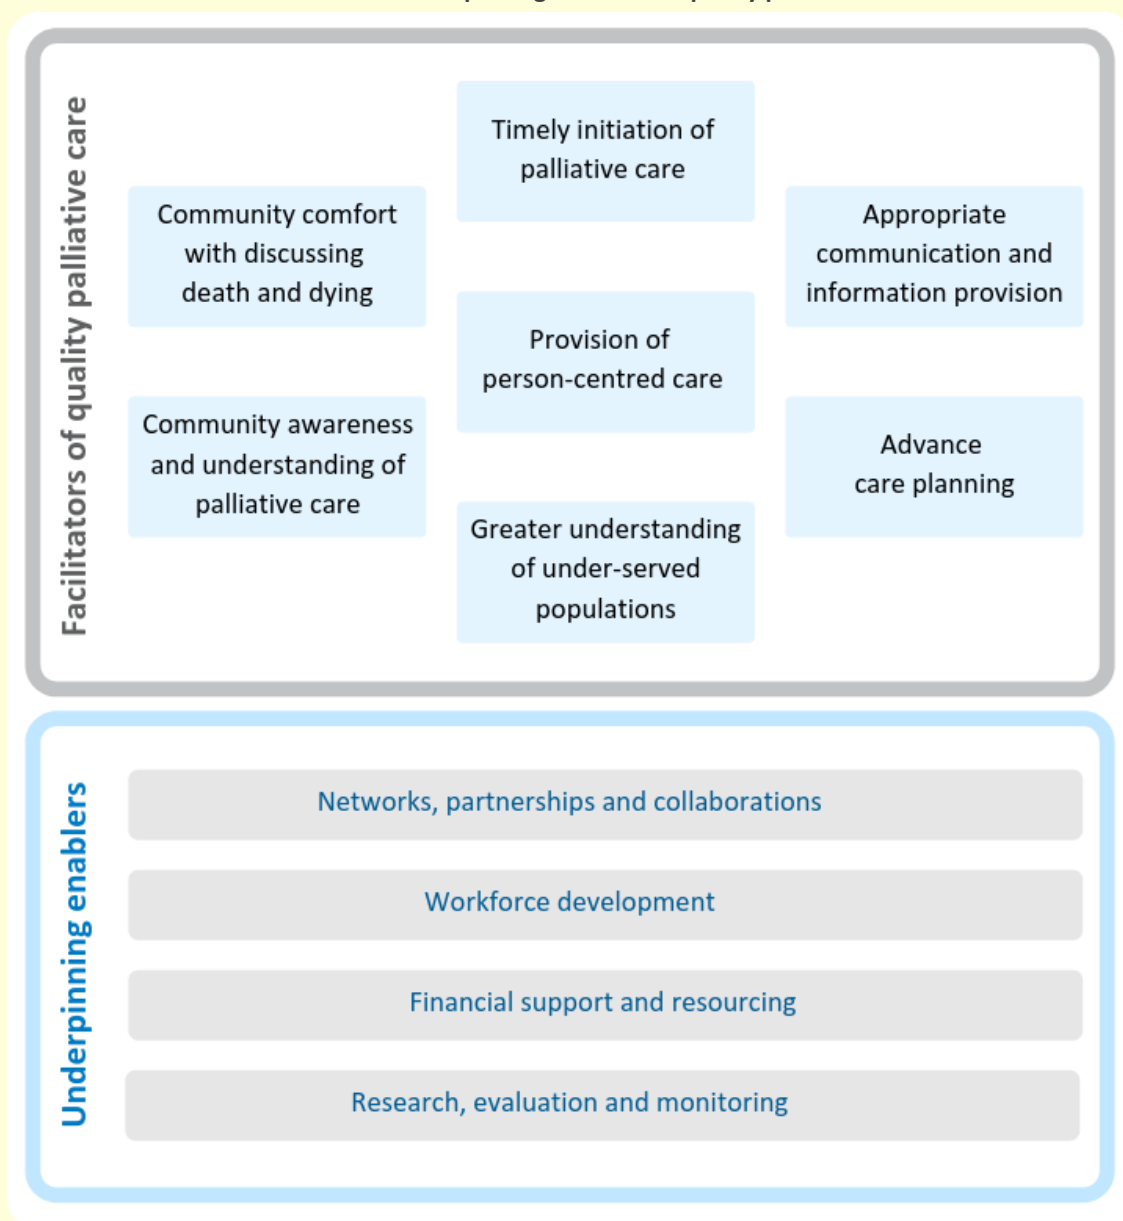 Facilitators of quality palliative care
Timely initiation of
palliative care
Community comfort
with discussing
death and dying
Appropriate
communication and
information provision
Provision of
person-centred care
Community awareness
and understanding of
palliative care
Advance
care planning
Greater understanding
of under-served
populations
Underpinning enablers
Networks, partnerships and collaborations
Workforce development
Financial support and resourcing
Research, evaluation and monitoring